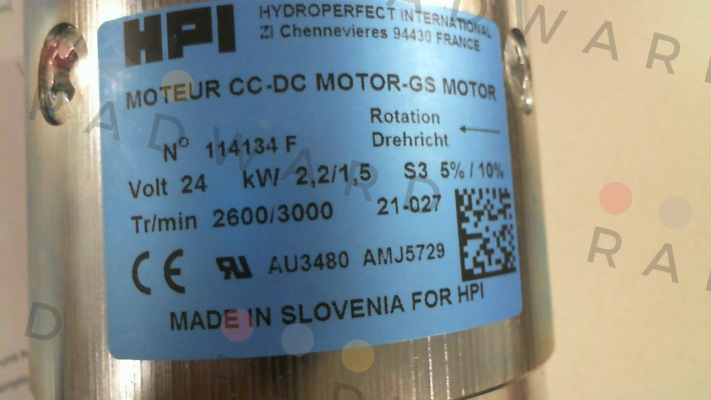 HPI
HYDROPERFECT INTERNATIONAL
ZI Chennevieres 94430 FRANCE
MOTEUR CC-DC MOTOR-GS MOTOR
Rotation
Drehricht
N° 114134 F
Volt 24 kW 2,2/1,5 S3 5% / 10%
Tr/min 2600/3000 21-027
CE RU AU3480 AMJ5729
MADE IN SLOVENIA FOR HPI
RADWARD